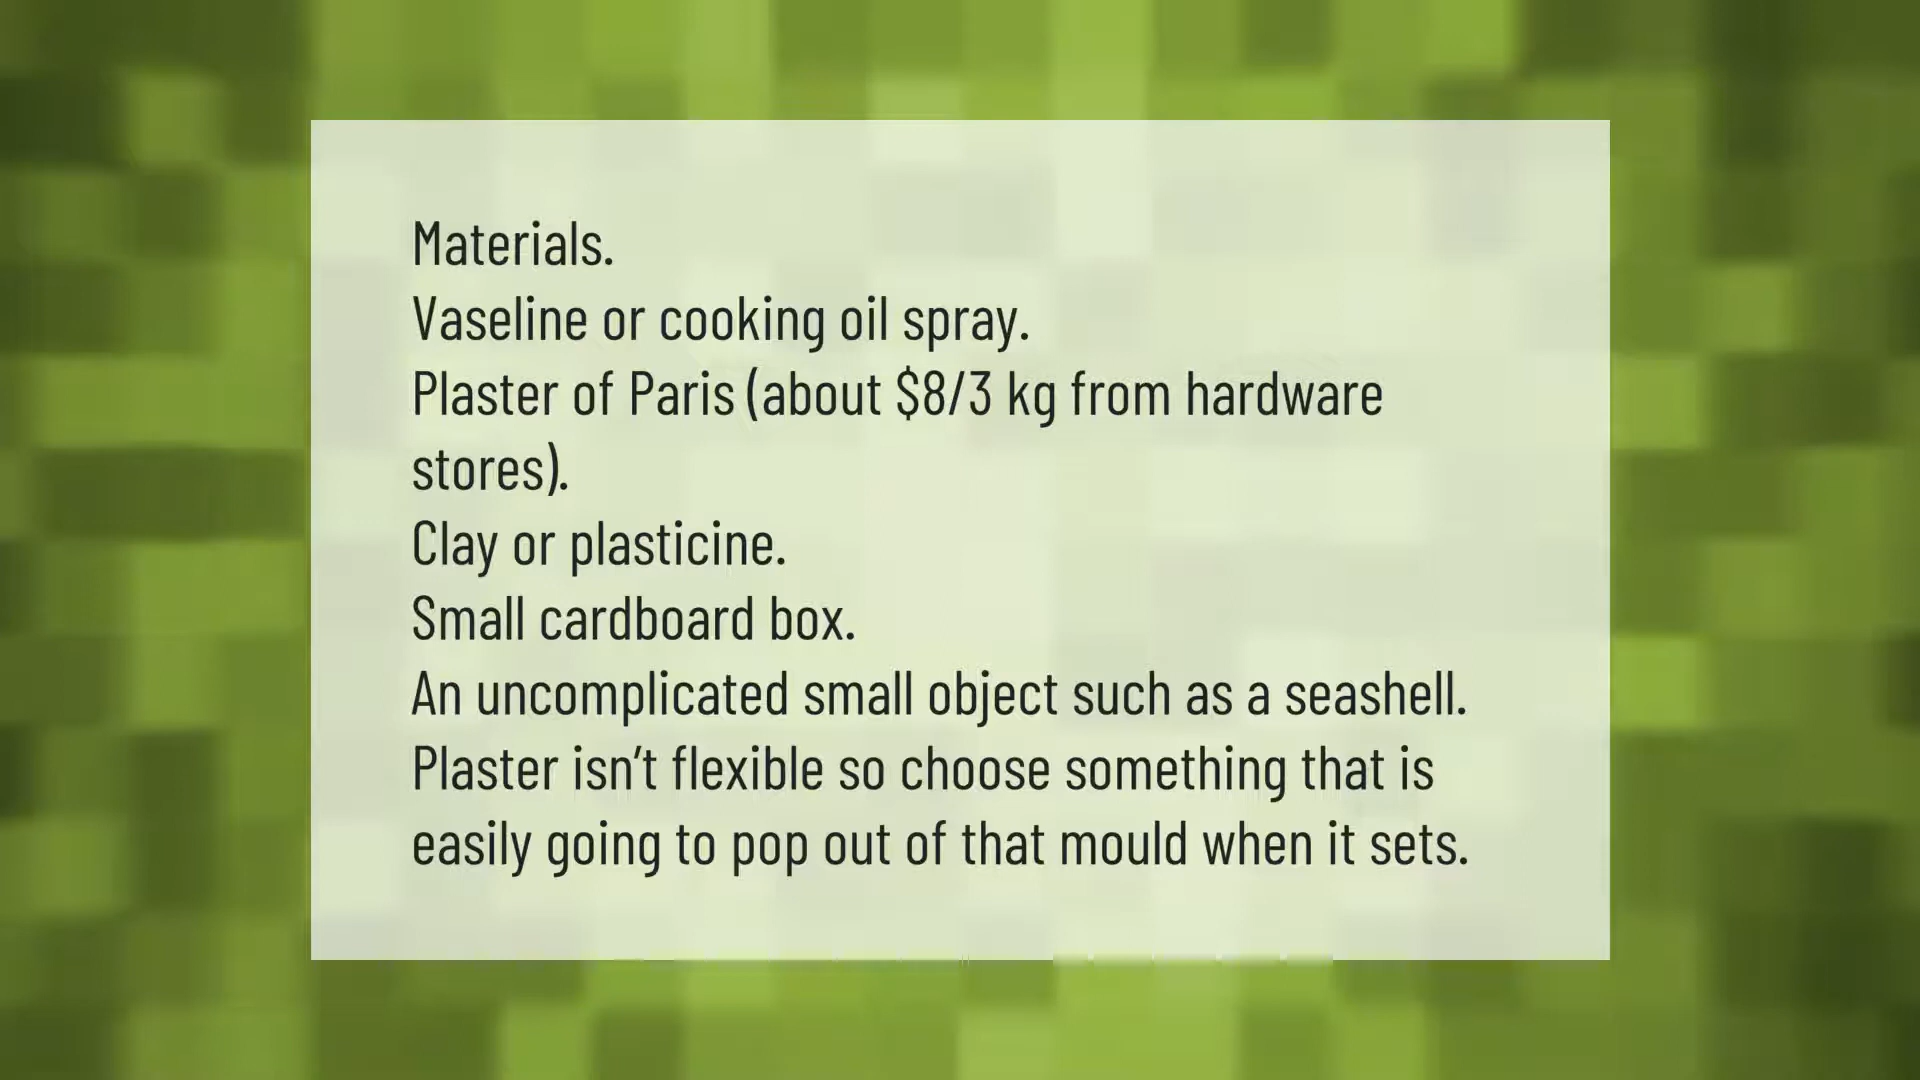 Materials.
Vaseline or cooking oil spray.
Plaster of Paris (about $8/3 kg from hardware
stores).
Clay or plasticine.
Small cardboard box.
An uncomplicated small object such as a seashell.
Plaster isn’t flexible so choose something that is
easily going to pop out of that mould when it sets.